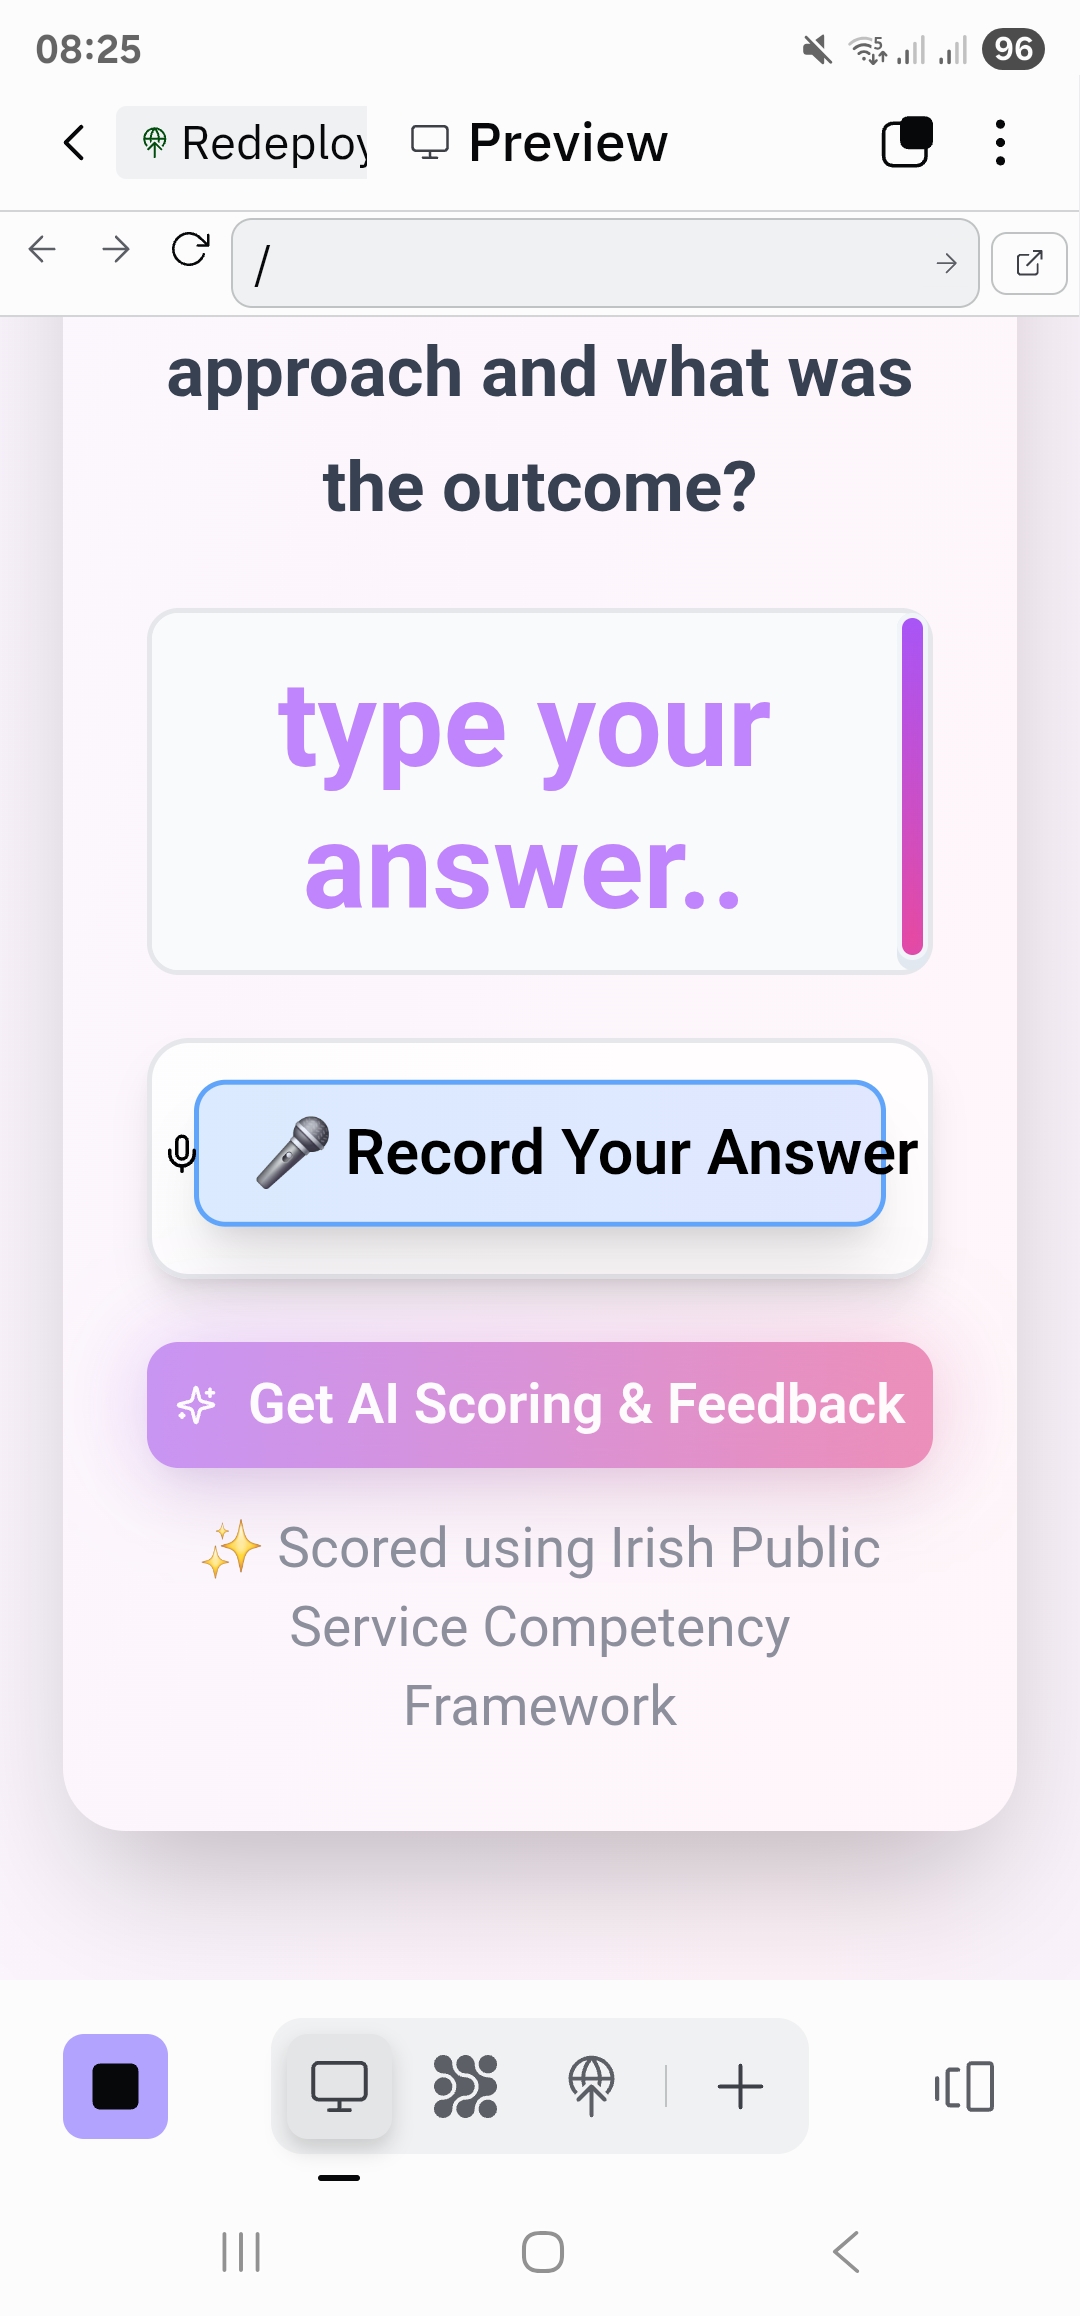 08:25
5
96
Redeploy
Preview
/
approach and what was
the outcome?
type your
answer..
🎤 Record Your Answer
Get AI Scoring & Feedback
✨ Scored using Irish Public
Service Competency
Framework